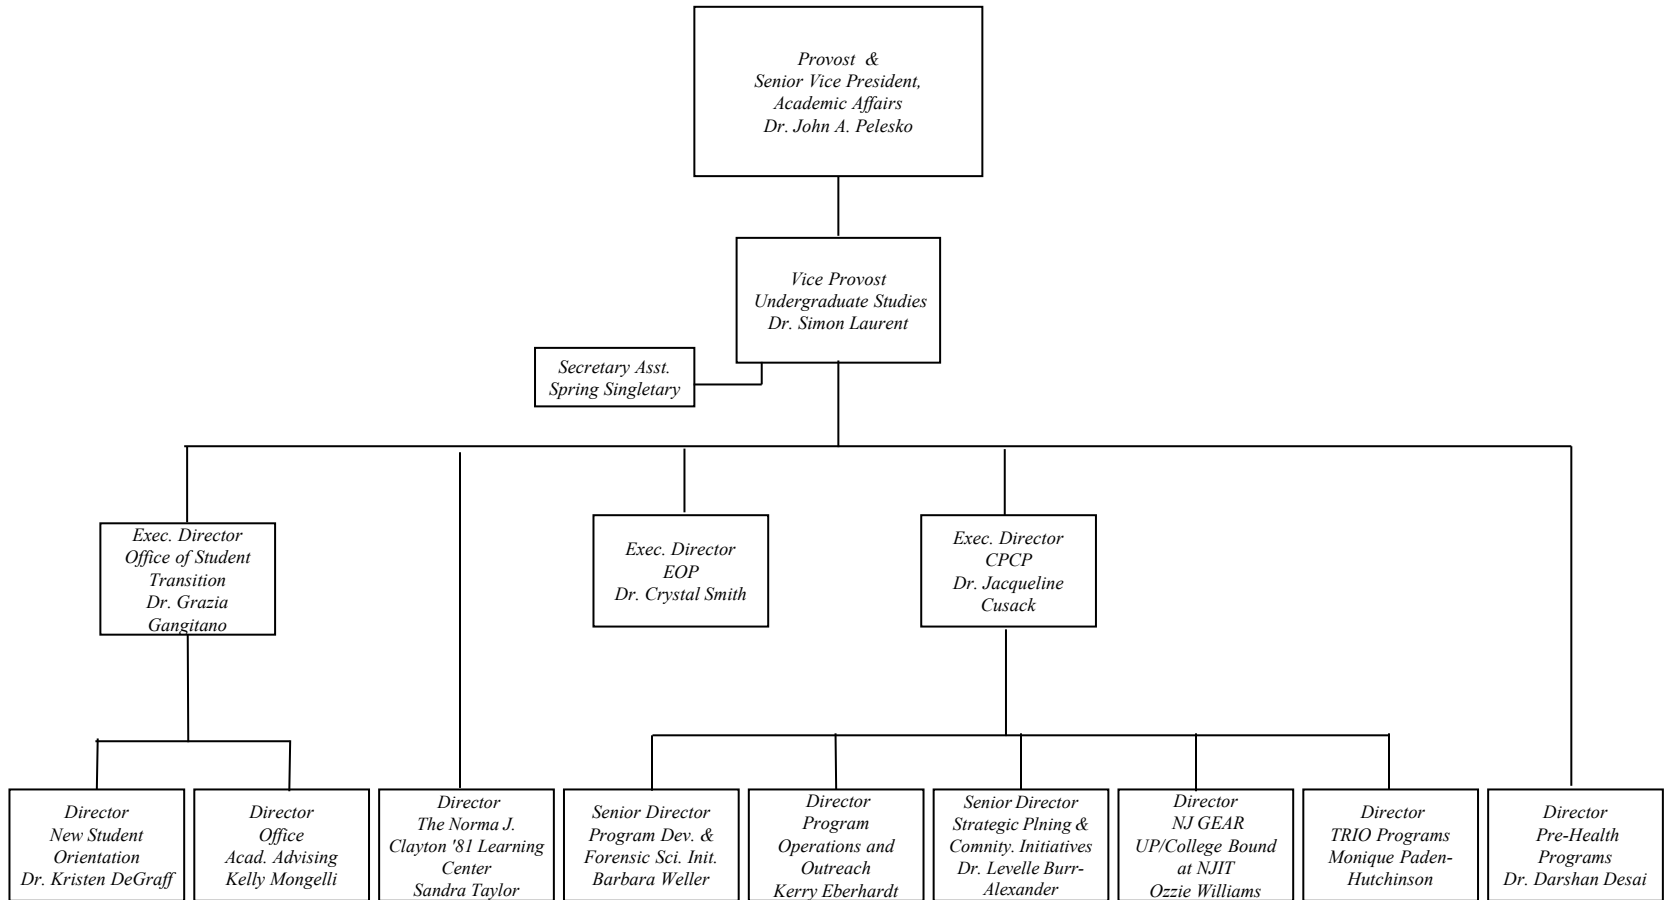 Provost &
Senior Vice President,
Academic Affairs
Dr. John A. Pelesko
Vice Provost
Undergraduate Studies
Dr. Simon Laurent
Secretary Asst.
Spring Singletary
Exec. Director
Office of Student
Transition
Dr. Grazia
Gangitano
Exec. Director
EOP
Dr. Crystal Smith
Exec. Director
CPCP
Dr. Jacqueline
Cusack
Director
New Student
Orientation
Dr. Kristen DeGraff
Director
Office
Acad. Advising
Kelly Mongelli
Director
The Norma J.
Clayton '81 Learning
Center
Sandra Taylor
Senior Director
Program Dev. &
Forensic Sci. Init.
Barbara Weller
Director
Program
Operations and
Outreach
Kerry Eberhardt
Senior Director
Strategic Plning &
Comnity. Initiatives
Dr. Levelle Burr-
Alexander
Director
NJ GEAR
UP/College Bound
at NJIT
Ozzie Williams
Director
TRIO Programs
Monique Paden-
Hutchinson
Director
Pre-Health
Programs
Dr. Darshan Desai